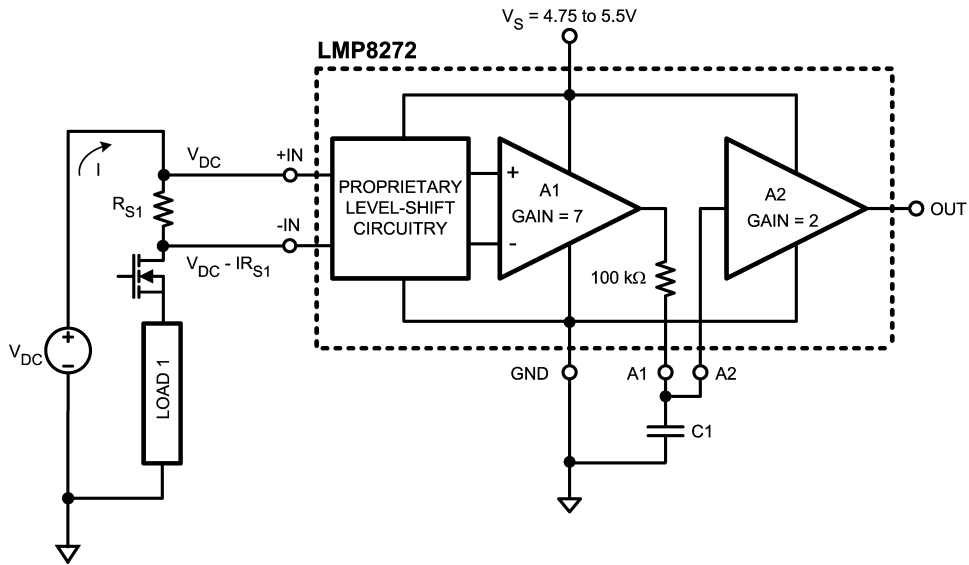 V_S = 4.75 to 5.5V
LMP8272
I
V_DC
+IN
R_S1
-IN
V_DC - IR_S1
PROPRIETARY
LEVEL-SHIFT
CIRCUITRY
+
-
A1
GAIN = 7
A2
GAIN = 2
OUT
100 kΩ
V_DC
+
−
LOAD 1
GND
A1
A2
C1